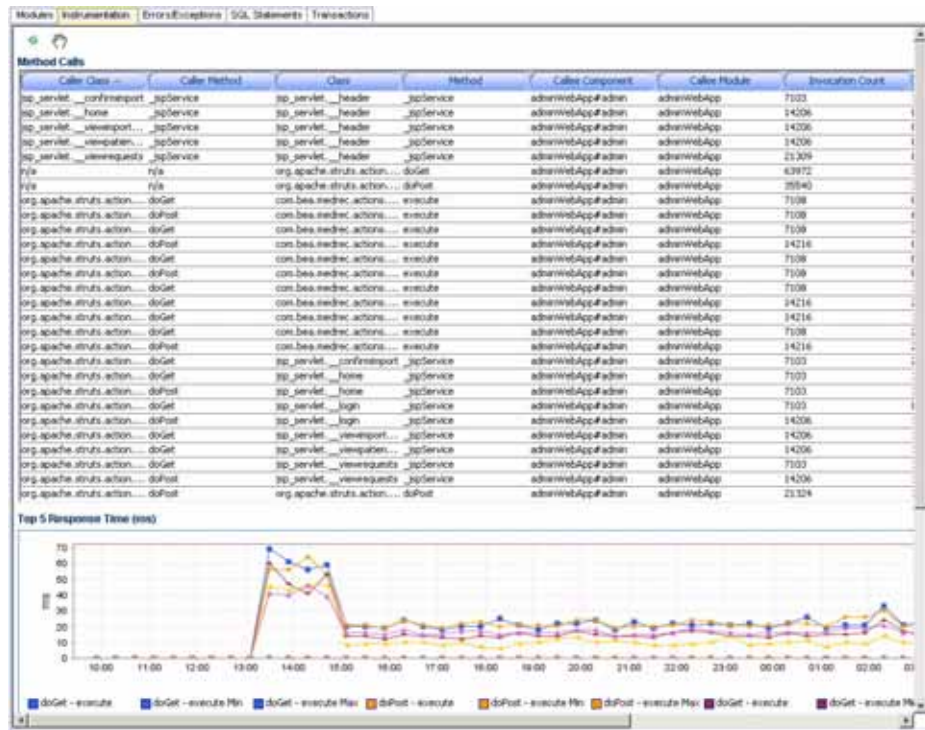 Modules Instrumentation Errors/Exceptions SQL Statements Transactions
Method Calls
Caller Class Caller Method Class Method Callee Component Callee Module Invocation Count
jsp_servlet.__confirmimport _jspService jsp_servlet.__header _jspService adminWebApp#admin adminWebApp 7103
jsp_servlet.__home _jspService jsp_servlet.__header _jspService adminWebApp#admin adminWebApp 14206
jsp_servlet.__viewimport... _jspService jsp_servlet.__header _jspService adminWebApp#admin adminWebApp 14206
jsp_servlet.__viewpatien... _jspService jsp_servlet.__header _jspService adminWebApp#admin adminWebApp 14206
jsp_servlet.__viewrequests _jspService jsp_servlet.__header _jspService adminWebApp#admin adminWebApp 21309
n/a n/a org.apache.struts.action.... doGet adminWebApp#admin adminWebApp 63972
n/a n/a org.apache.struts.action.... doPost adminWebApp#admin adminWebApp 35540
org.apache.struts.action.... doGet com.bea.medrec.actions.... execute adminWebApp#admin adminWebApp 7108
org.apache.struts.action.... doPost com.bea.medrec.actions.... execute adminWebApp#admin adminWebApp 7108
org.apache.struts.action.... doGet com.bea.medrec.actions.... execute adminWebApp#admin adminWebApp 7108
org.apache.struts.action.... doPost com.bea.medrec.actions.... execute adminWebApp#admin adminWebApp 14216
org.apache.struts.action.... doGet com.bea.medrec.actions.... execute adminWebApp#admin adminWebApp 7108
org.apache.struts.action.... doPost com.bea.medrec.actions.... execute adminWebApp#admin adminWebApp 7108
org.apache.struts.action.... doGet com.bea.medrec.actions.... execute adminWebApp#admin adminWebApp 7108
org.apache.struts.action.... doGet com.bea.medrec.actions.... execute adminWebApp#admin adminWebApp 14216
org.apache.struts.action.... doGet com.bea.medrec.actions.... execute adminWebApp#admin adminWebApp 14216
org.apache.struts.action.... doGet com.bea.medrec.actions.... execute adminWebApp#admin adminWebApp 7108
org.apache.struts.action.... doPost com.bea.medrec.actions.... execute adminWebApp#admin adminWebApp 14216
org.apache.struts.action.... doGet jsp_servlet.__confirmimport _jspService adminWebApp#admin adminWebApp 7103
org.apache.struts.action.... doGet jsp_servlet.__home _jspService adminWebApp#admin adminWebApp 7103
org.apache.struts.action.... doPost jsp_servlet.__home _jspService adminWebApp#admin adminWebApp 7103
org.apache.struts.action.... doGet jsp_servlet.__login _jspService adminWebApp#admin adminWebApp 7103
org.apache.struts.action.... doPost jsp_servlet.__login _jspService adminWebApp#admin adminWebApp 14206
org.apache.struts.action.... doGet jsp_servlet.__viewimport... _jspService adminWebApp#admin adminWebApp 14206
org.apache.struts.action.... doGet jsp_servlet.__viewpatien... _jspService adminWebApp#admin adminWebApp 14206
org.apache.struts.action.... doGet jsp_servlet.__viewrequests _jspService adminWebApp#admin adminWebApp 7103
org.apache.struts.action.... doPost jsp_servlet.__viewrequests _jspService adminWebApp#admin adminWebApp 14206
org.apache.struts.action.... doPost org.apache.struts.action.... doPost adminWebApp#admin adminWebApp 21324
Top 5 Response Time (ms)
70
60
50
40
30
20
10
0
ms
10:00 11:00 12:00 13:00 14:00 15:00 16:00 17:00 18:00 19:00 20:00 21:00 22:00 23:00 00:00 01:00 02:00 03
doGet - execute doGet - execute Min doGet - execute Max doPost - execute doPost - execute Min doPost - execute Max doGet - execute doGet - execute M